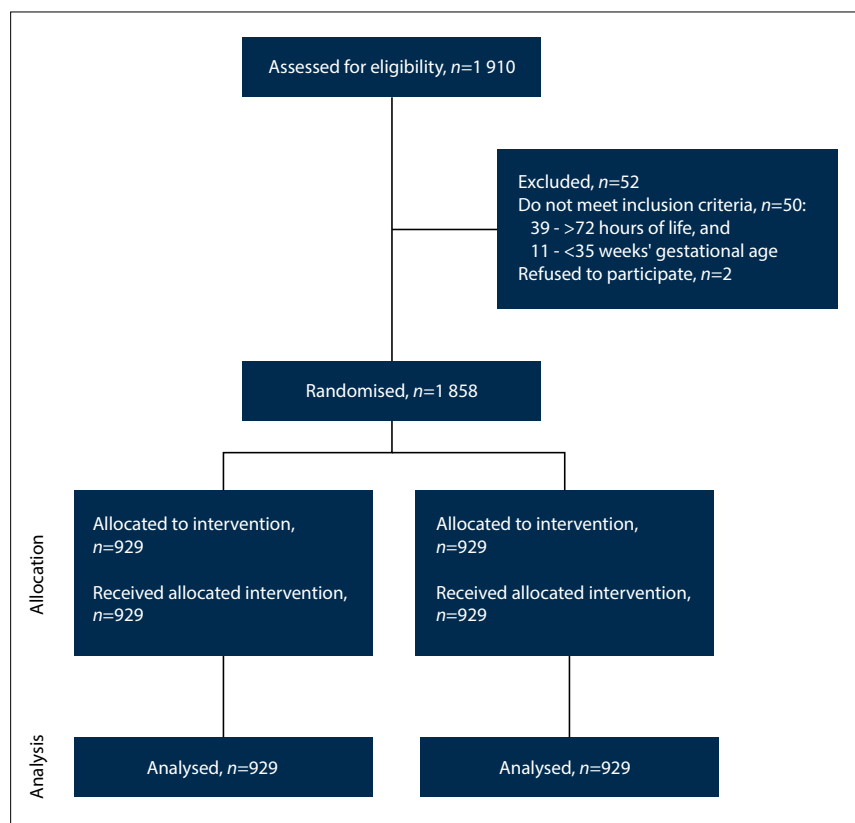 Assessed for eligibility, n=1 910
Excluded, n=52
Do not meet inclusion criteria, n=50:
39 - >72 hours of life, and
11 - <35 weeks' gestational age
Refused to participate, n=2
Randomised, n=1 858
Allocation
Allocated to intervention,
n=929
Received allocated intervention,
n=929
Allocated to intervention,
n=929
Received allocated intervention,
n=929
Analysis
Analysed, n=929
Analysed, n=929